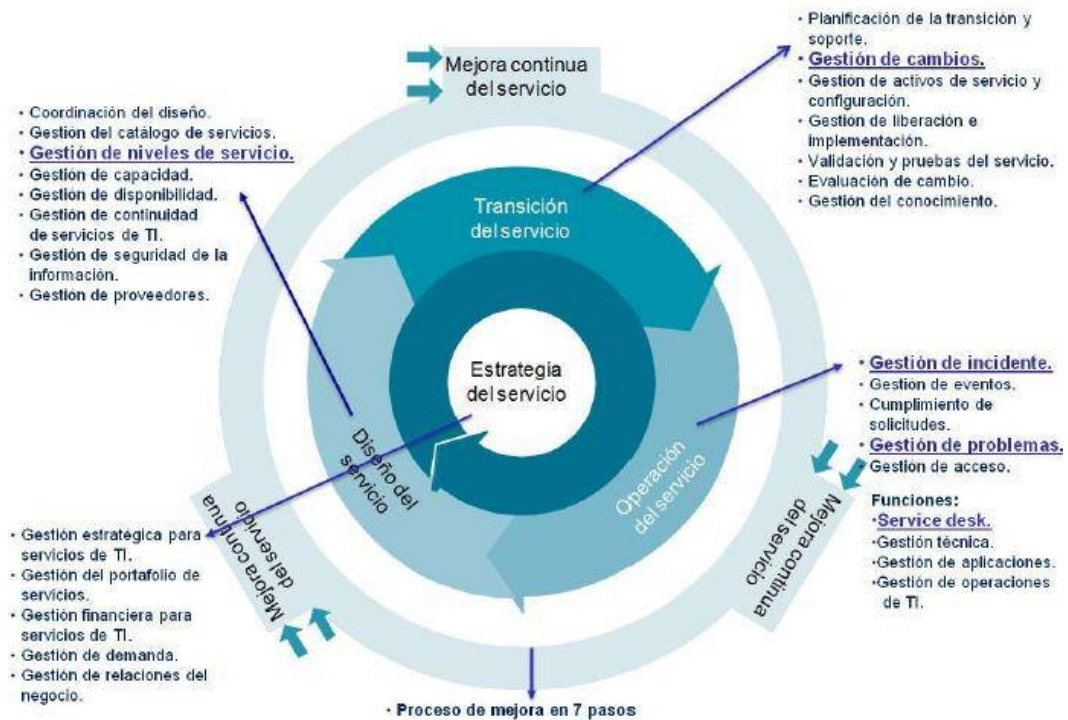 Mejora continua
del servicio
• Planificación de la transición y
soporte.
• Gestión de cambios.
• Gestión de activos de servicio y
configuración.
• Gestión de liberación e
implementación.
• Validación y pruebas del servicio.
• Evaluación de cambio.
• Gestión del conocimiento.
• Coordinación del diseño.
• Gestión del catálogo de servicios.
• Gestión de niveles de servicio.
• Gestión de capacidad.
• Gestión de disponibilidad.
• Gestión de continuidad
de servicios de TI.
• Gestión de seguridad de la
información.
• Gestión de proveedores.
Transición
del servicio
Estrategia
del servicio
Diseño del
servicio
Operación
del servicio
• Gestión de incidente.
• Gestión de eventos.
• Cumplimiento de
solicitudes.
• Gestión de problemas.
• Gestión de acceso.
Funciones:
• Service desk.
• Gestión técnica.
• Gestión de aplicaciones.
• Gestión de operaciones
de TI.
Mejora continua
del servicio
Mejora continua
del servicio
• Gestión estratégica para
servicios de TI.
• Gestión del portafolio de
servicios.
• Gestión financiera para
servicios de TI.
• Gestión de demanda.
• Gestión de relaciones del
negocio.
• Proceso de mejora en 7 pasos